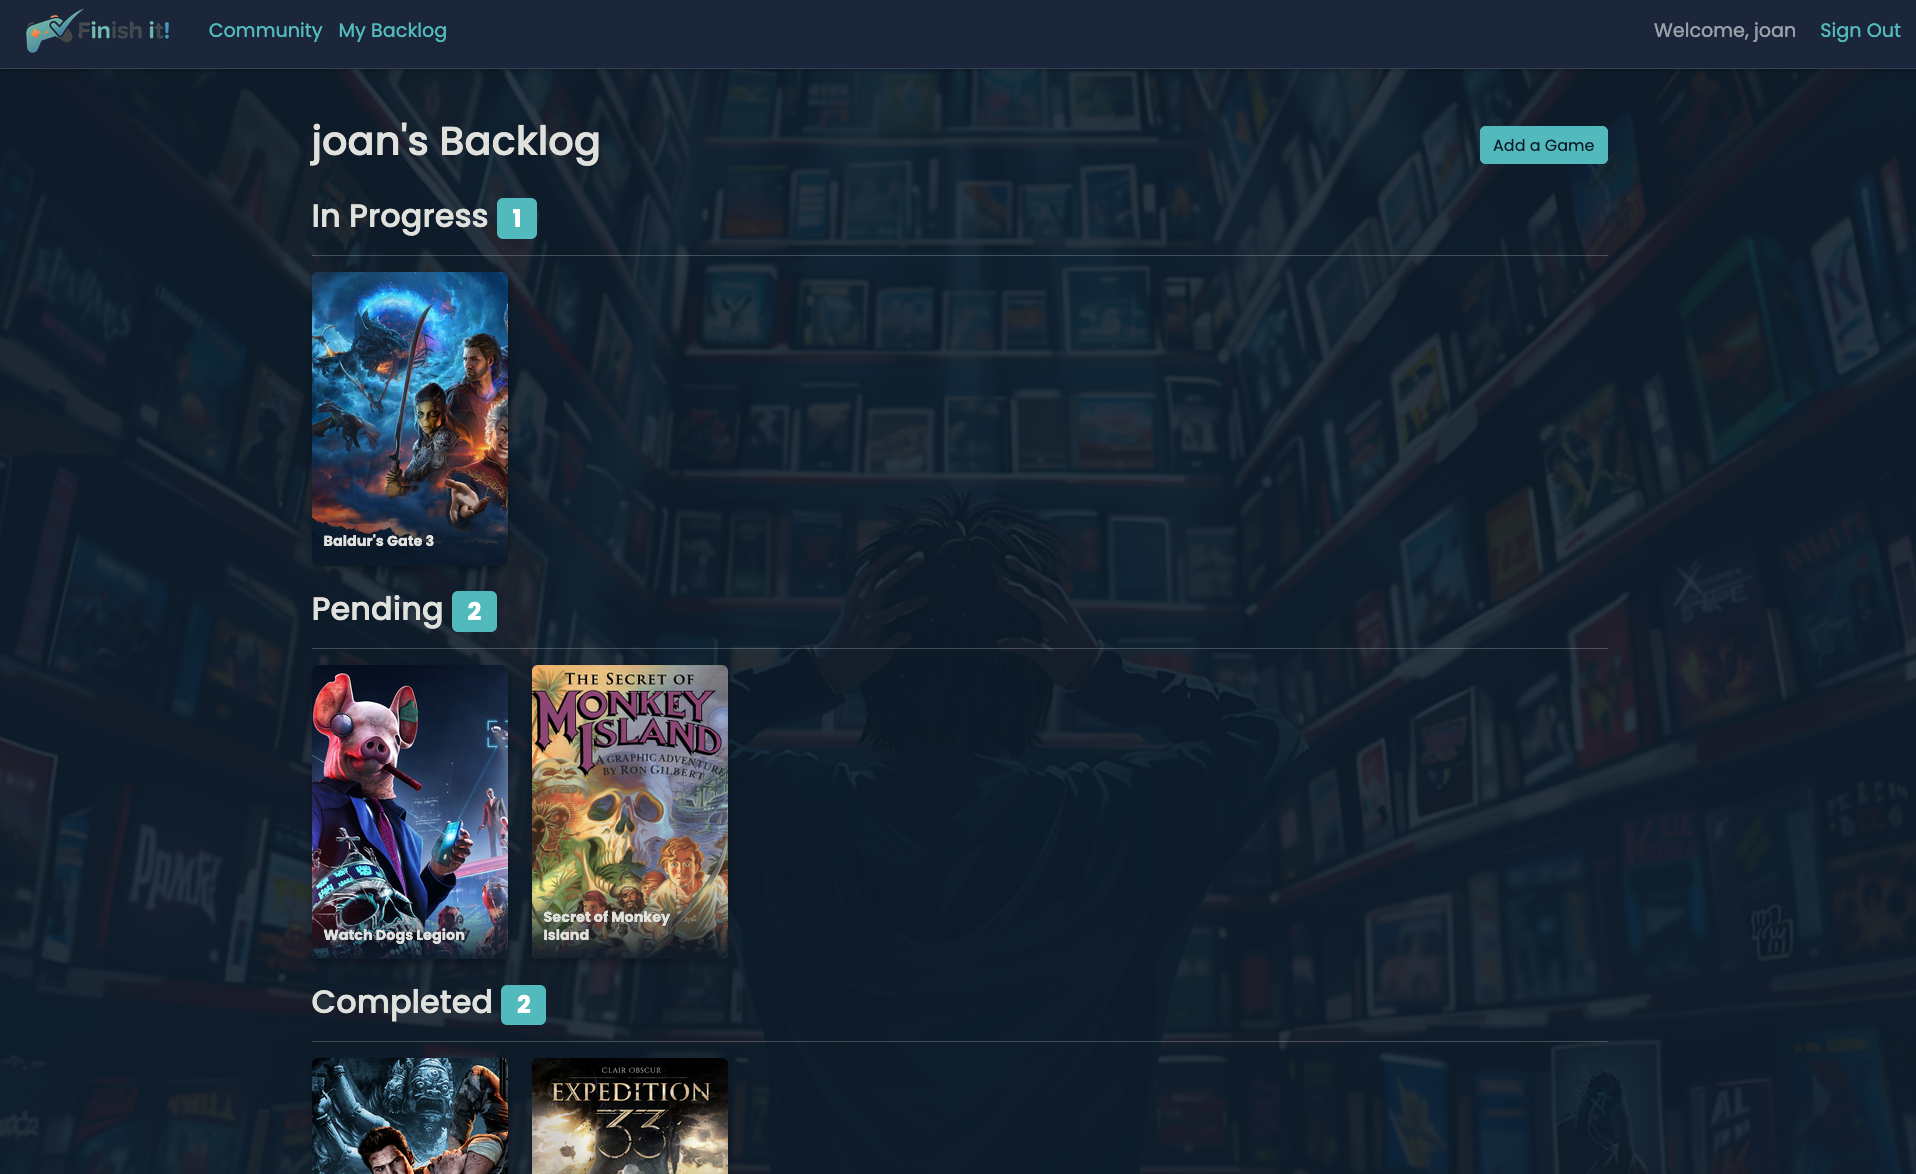 Finish it!
Community
My Backlog
Welcome, joan
Sign Out
joan's Backlog
Add a Game
In Progress 1
Baldur's Gate 3
Pending 2
THE SECRET OF
MONKEY
ISLAND
A GRAPHIC ADVENTURE
BY RON GILBERT
Watch Dogs Legion
Secret of Monkey
Island
Completed 2
CLAIR OBSCUR
EXPEDITION
33